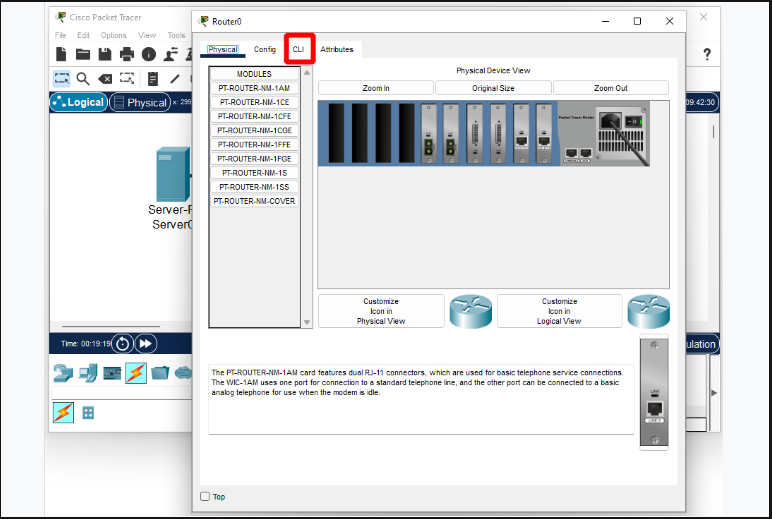 Cisco Packet Tracer
File Edit Options View Tools
?
Logical
Physical
x: 299
09:42:30
Server-P
Server0
Time: 00:19:19
ulation
Router0
Physical Config CLI Attributes
MODULES
PT-ROUTER-NM-1AM
PT-ROUTER-NM-1CE
PT-ROUTER-NM-1CFE
PT-ROUTER-NM-1CGE
PT-ROUTER-NM-1FFE
PT-ROUTER-NM-1FGE
PT-ROUTER-NM-1S
PT-ROUTER-NM-1SS
PT-ROUTER-NM-COVER
Physical Device View
Zoom In Original Size Zoom Out
Packet Tracer Router
Customize
Icon in
Physical View
Customize
Icon in
Logical View
The PT-ROUTER-NM-1AM card features dual RJ-11 connectors, which are used for basic telephone service connections.
The WIC-1AM uses one port for connection to a standard telephone line, and the other port can be connected to a basic
analog telephone for use when the modem is idle.
LINK
Top